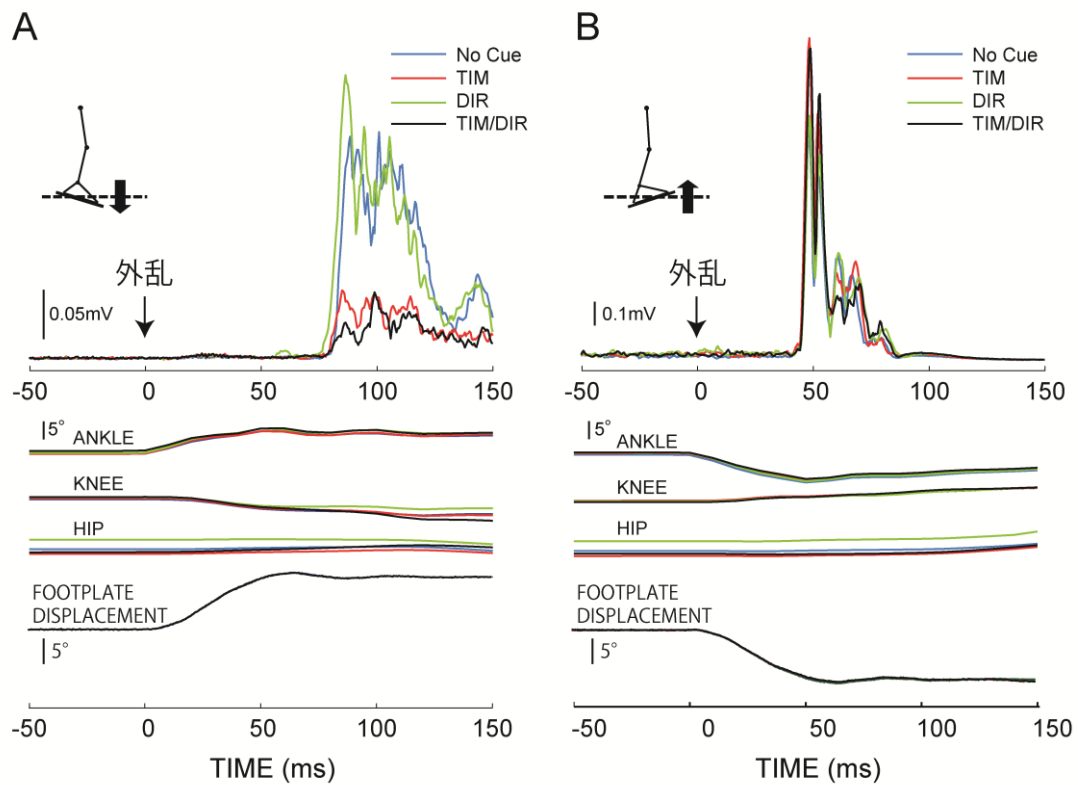 A
No Cue
TIM
DIR
TIM/DIR
外乱
0.05mV
-50 0 50 100 150
5°
ANKLE
KNEE
HIP
FOOTPLATE
DISPLACEMENT
5°
-50 0 50 100 150
TIME (ms)
B
No Cue
TIM
DIR
TIM/DIR
外乱
0.1mV
-50 0 50 100 150
5°
ANKLE
KNEE
HIP
FOOTPLATE
DISPLACEMENT
5°
-50 0 50 100 150
TIME (ms)